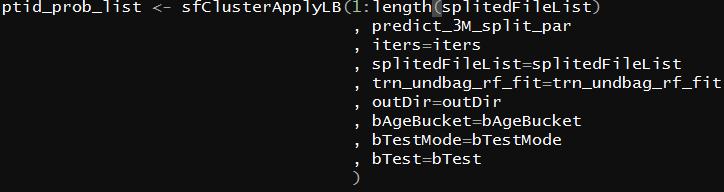 ptid_prob_list <- sfClusterApplyLB(1:length(splitedFileList)
, predict_3M_split_par
, iters=iters
, splitedFileList=splitedFileList
, trn_undbag_rf_fit=trn_undbag_rf_fit
, outDir=outDir
, bAgeBucket=bAgeBucket
, bTestMode=bTestMode
, bTest=bTest
)